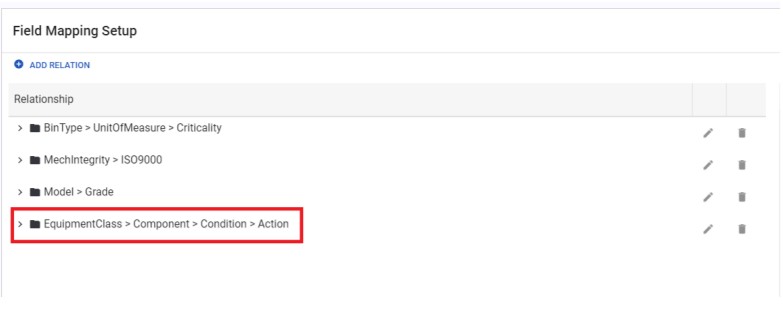 Field Mapping Setup
ADD RELATION
Relationship
BinType > UnitOfMeasure > Criticality
MechIntegrity > ISO9000
Model > Grade
EquipmentClass > Component > Condition > Action